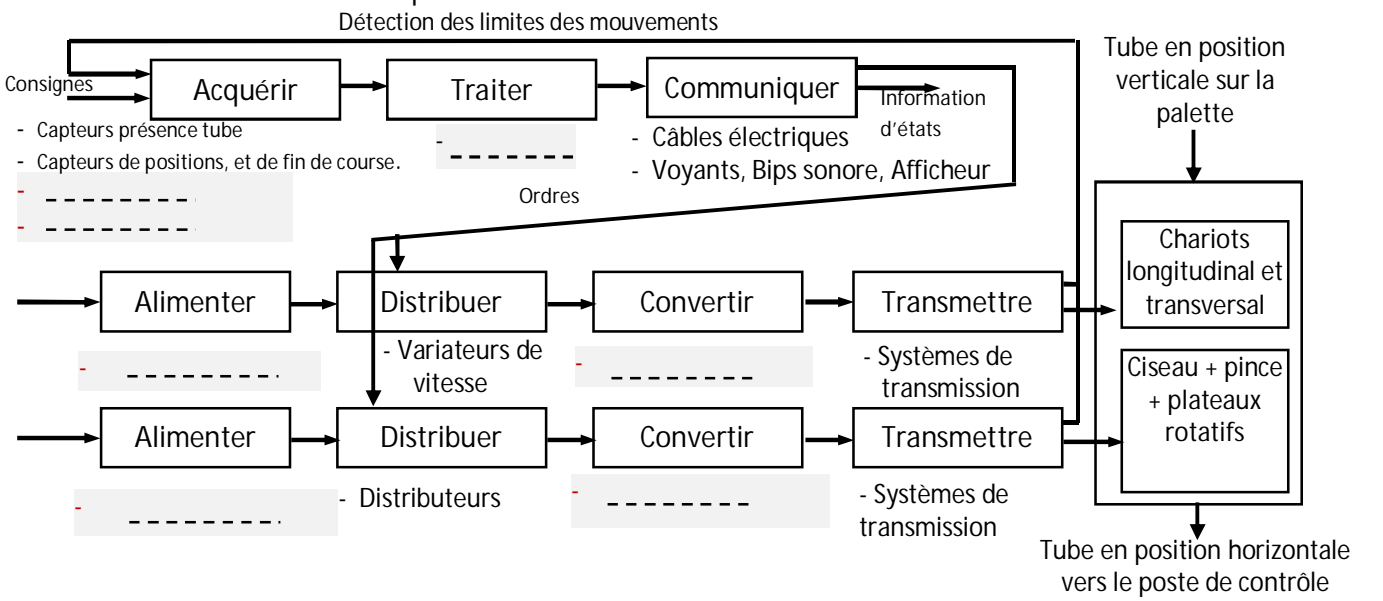 Détection des limites des mouvements
Tube en position
verticale sur la
palette
Consignes
Acquérir
Traiter
Communiquer
Information
d'états
- Capteurs présence tube
- Capteurs de positions, et de fin de course.
-
-
-
- Câbles électriques
- Voyants, Bips sonore, Afficheur
Ordres
Chariots
longitudinal et
transversal
Alimenter
Distribuer
Convertir
Transmettre
-
- Variateurs de
vitesse
-
- Systèmes de
transmission
Ciseau + pince
+ plateaux
rotatifs
Alimenter
Distribuer
Convertir
Transmettre
-
- Distributeurs
-
- Systèmes de
transmission
Tube en position horizontale
vers le poste de contrôle